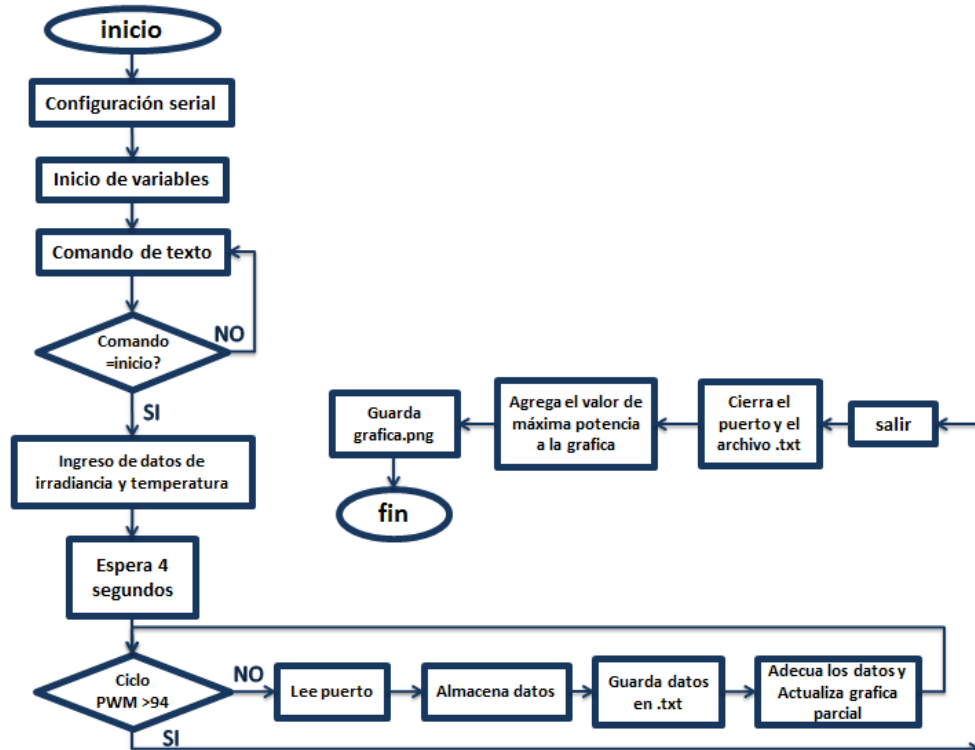 inicio
Configuración serial
Inicio de variables
Comando de texto
Comando
=inicio?
NO
SI
Ingreso de datos de
irradiancia y temperatura
Espera 4
segundos
Ciclo
PWM >94
NO
Lee puerto
Almacena datos
Guarda datos
en .txt
Adecua los datos y
Actualiza grafica
parcial
SI
salir
Cierra el
puerto y el
archivo .txt
Agrega el valor de
máxima potencia
a la grafica
Guarda
grafica.png
fin